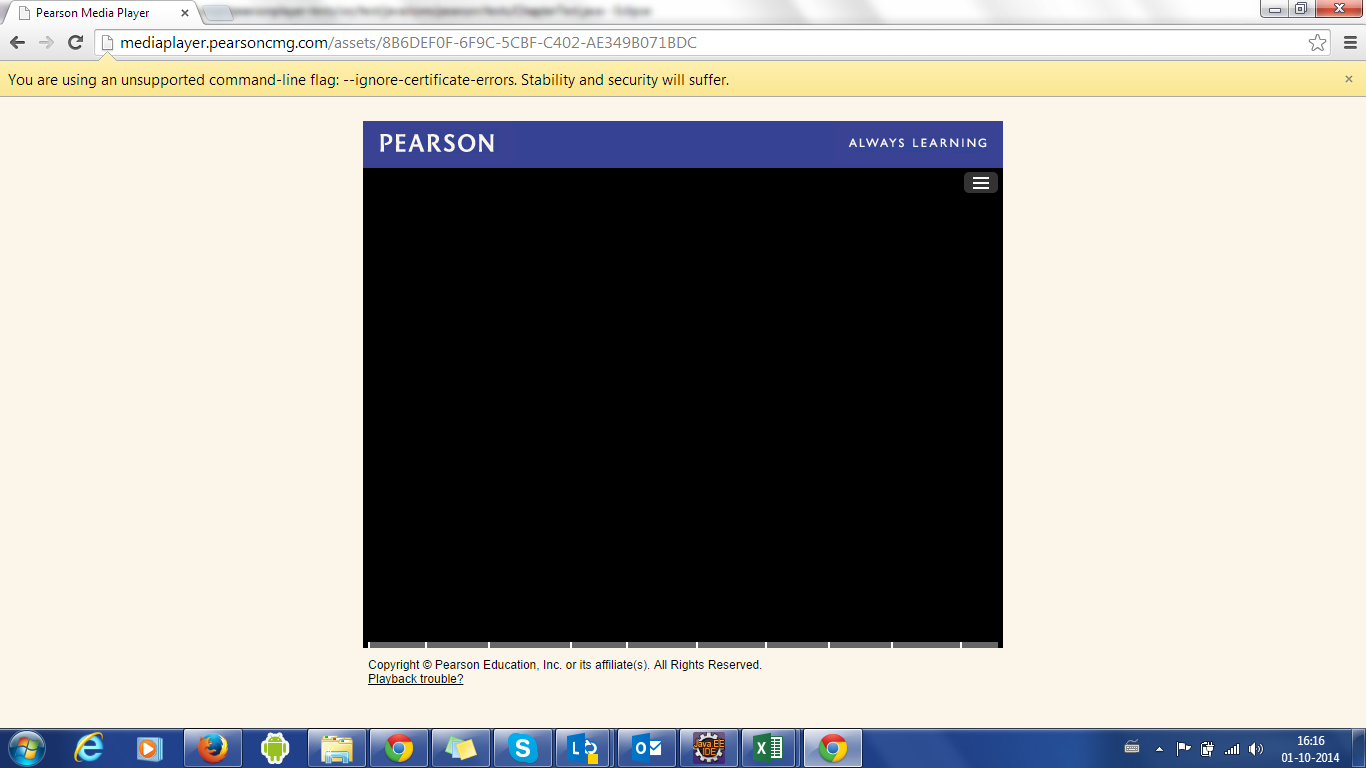 Pearson Media Player
mediaplayer.pearsoncmg.com/assets/8B6DEF0F-6F9C-5CBF-C402-AE349B071BDC
You are using an unsupported command-line flag: --ignore-certificate-errors. Stability and security will suffer.
PEARSON
ALWAYS LEARNING
Copyright © Pearson Education, Inc. or its affiliate(s). All Rights Reserved.
Playback trouble?
Java EE
IDE
16:16
01-10-2014